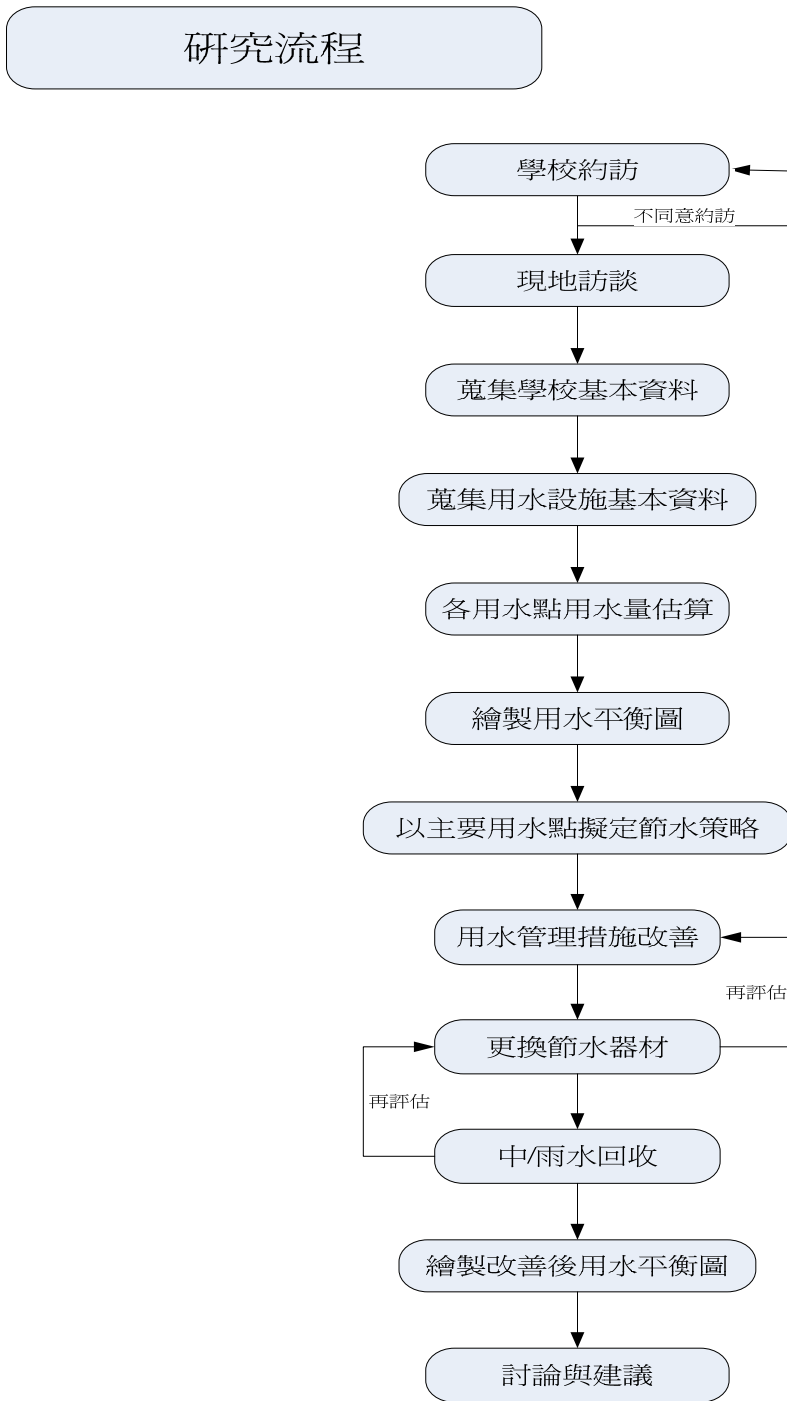 研究流程
學校約訪
不同意約訪
現地訪談
蒐集學校基本資料
蒐集用水設施基本資料
各用水點用水量估算
繪製用水平衡圖
以主要用水點擬定節水策略
用水管理措施改善
再評估
更換節水器材
再評估
中/雨水回收
繪製改善後用水平衡圖
討論與建議